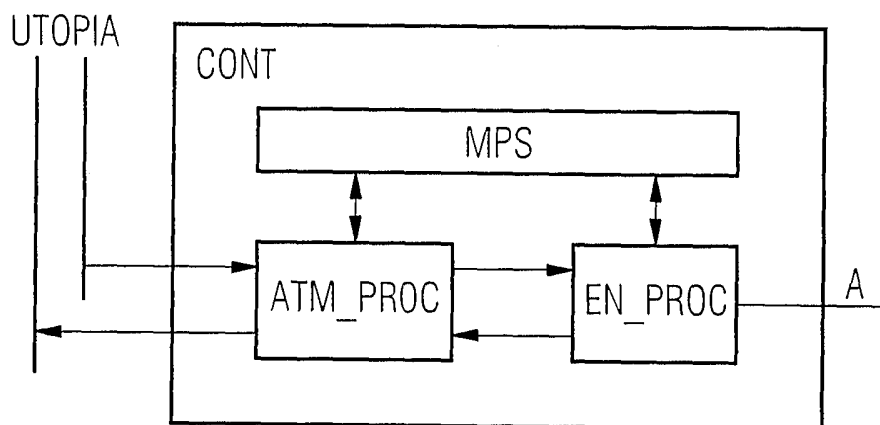 UTOPIA
CONT
MPS
ATM_PROC
EN_PROC
A